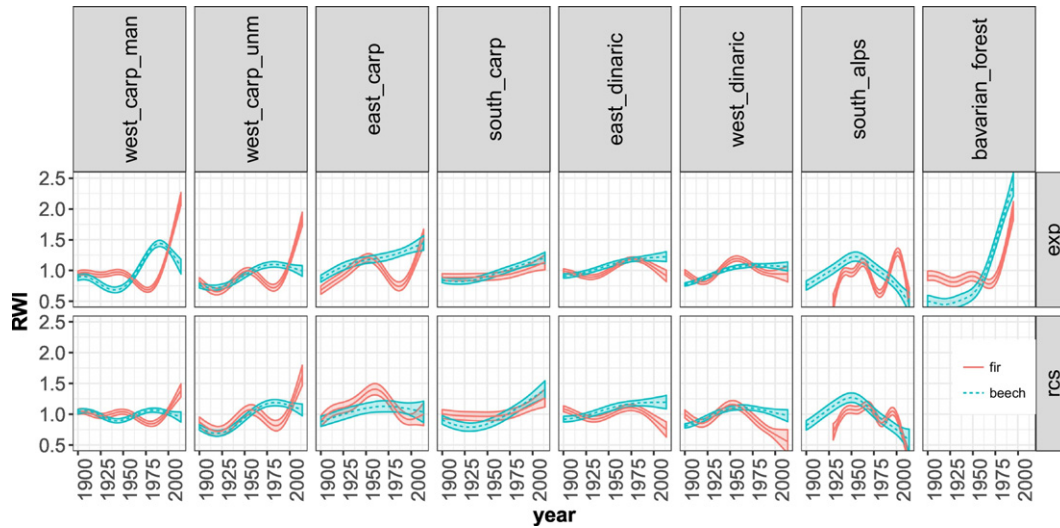 west_carp_man
west_carp_unm
east_carp
south_carp
east_dinaric
west_dinaric
south_alps
bavarian_forest
RWI
2.5
2.0
1.5
1.0
0.5
exp
2.5
2.0
1.5
1.0
0.5
rcs
fir
beech
1900 1925 1950 1975 2000
1900 1925 1950 1975 2000
1900 1925 1950 1975 2000
1900 1925 1950 1975 2000
1900 1925 1950 1975 2000
1900 1925 1950 1975 2000
1900 1925 1950 1975 2000
1900 1925 1950 1975 2000
year